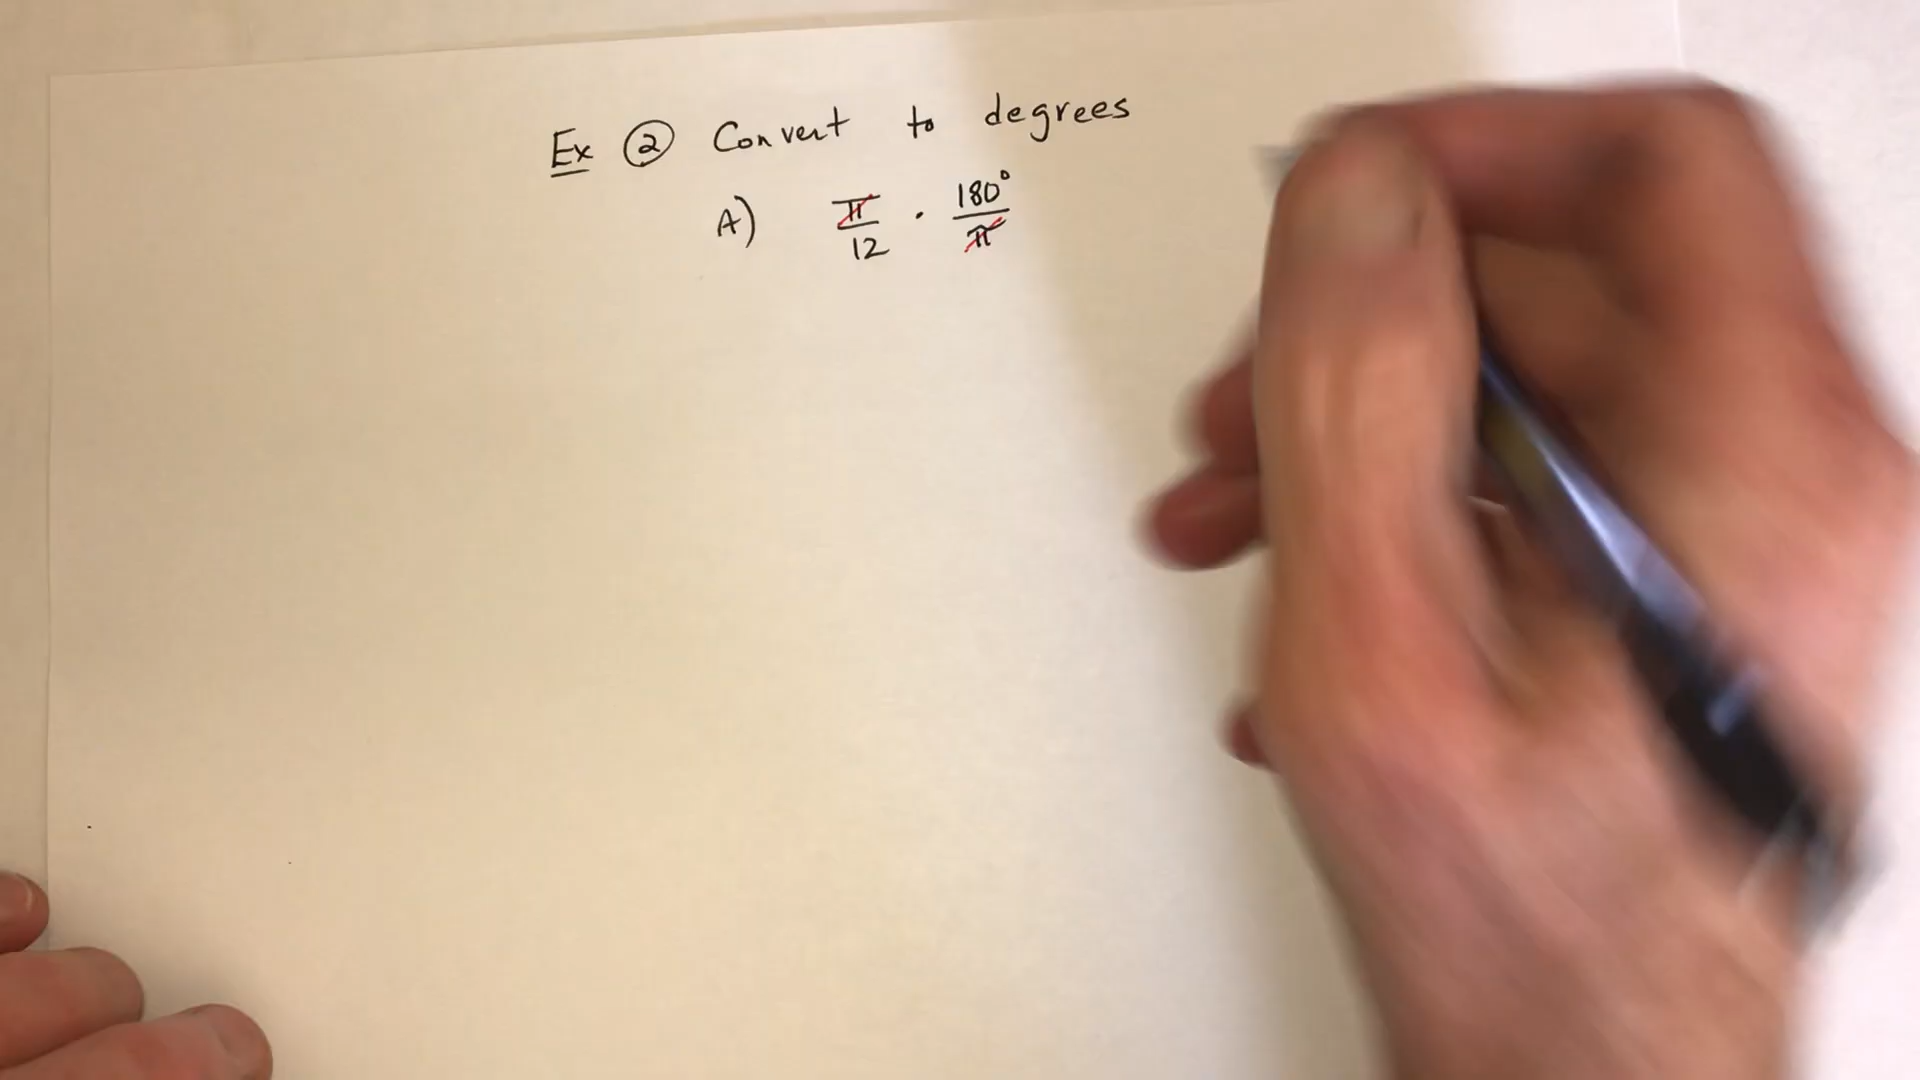 Ex ② Convert to degrees
A) π/12 · 180°/π